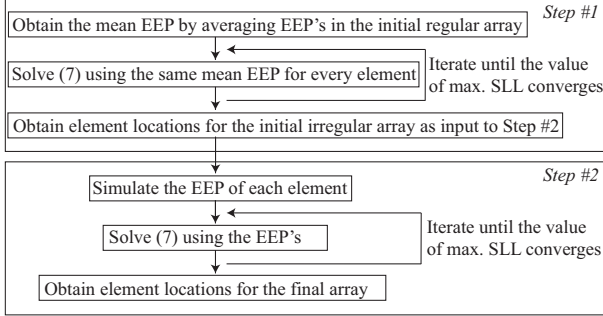 Step #1
Obtain the mean EEP by averaging EEP's in the initial regular array
Solve (7) using the same mean EEP for every element
Iterate until the value
of max. SLL converges
Obtain element locations for the initial irregular array as input to Step #2
Step #2
Simulate the EEP of each element
Solve (7) using the EEP's
Iterate until the value
of max. SLL converges
Obtain element locations for the final array